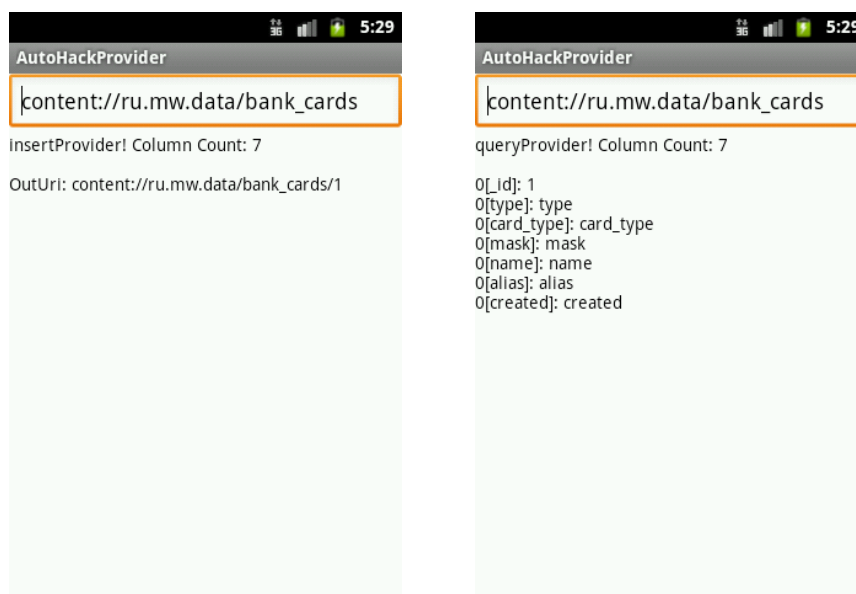 5:29
AutoHackProvider
content://ru.mw.data/bank_cards
insertProvider! Column Count: 7
OutUri: content://ru.mw.data/bank_cards/1
5:29
AutoHackProvider
content://ru.mw.data/bank_cards
queryProvider! Column Count: 7
0[_id]: 1
0[type]: type
0[card_type]: card_type
0[mask]: mask
0[name]: name
0[alias]: alias
0[created]: created